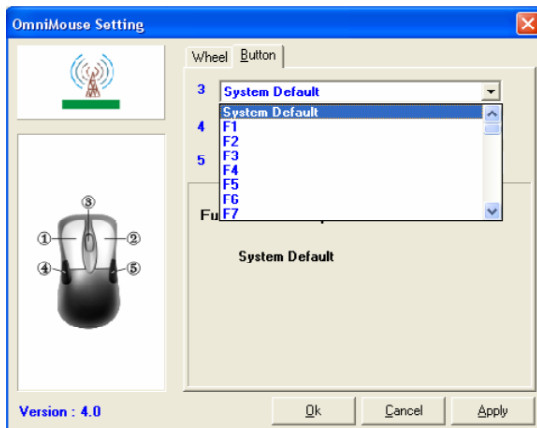 OmniMouse Setting
Wheel Button
3 System Default
System Default
F1
4
F2
5 F3
F4
F5
F6
Fu F7
System Default
③
① ②
④ ⑤
Version : 4.0
Ok Cancel Apply